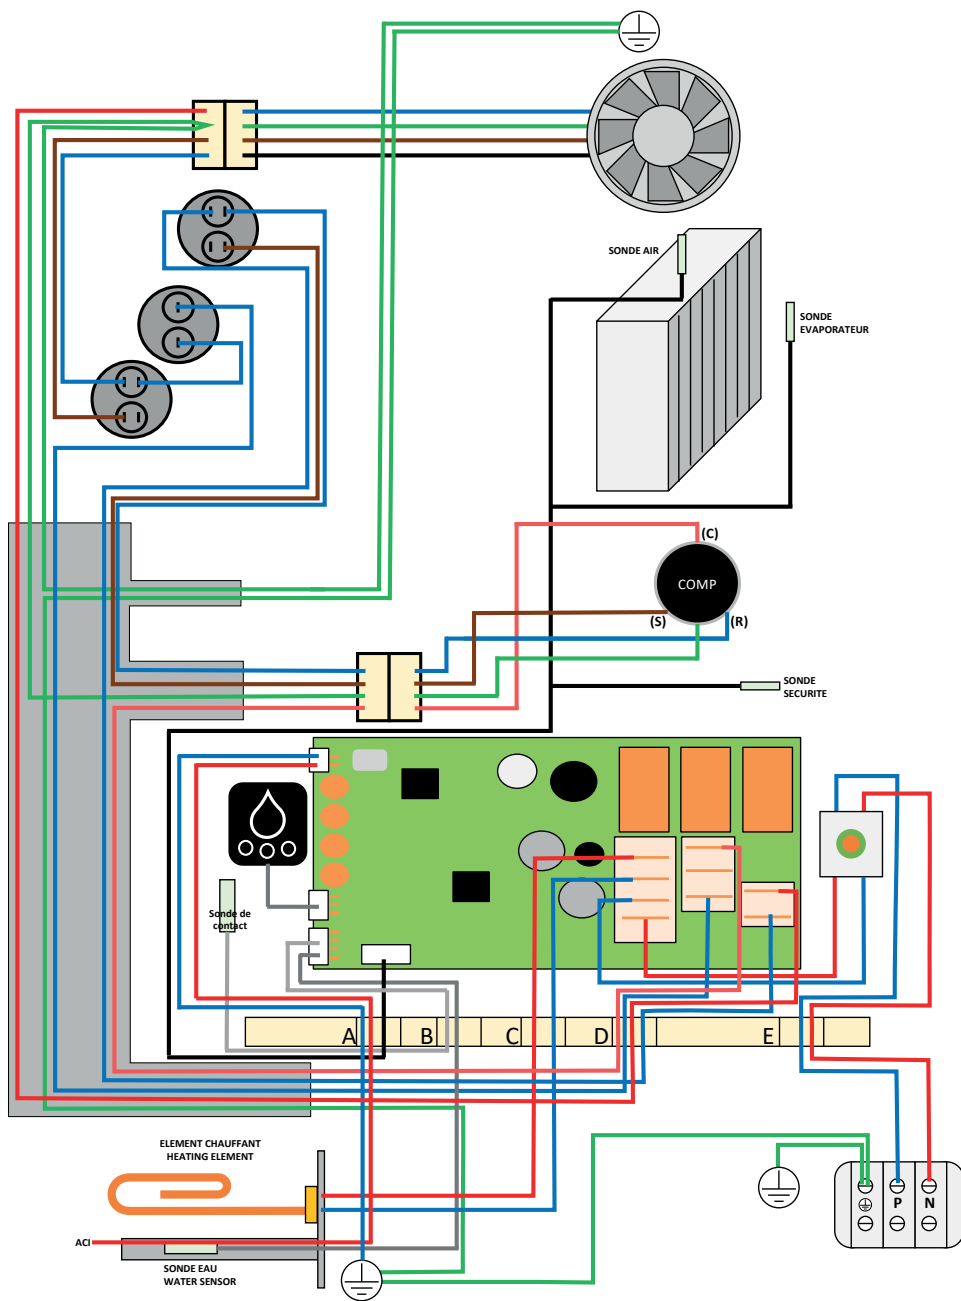 SONDE AIR
SONDE
EVAPORATEUR
(C)
COMP
(S)
(R)
SONDE
SECURITE
Sonde de
contact
A
B
C
D
E
ELEMENT CHAUFFANT
HEATING ELEMENT
P
N
ACI
SONDE EAU
WATER SENSOR